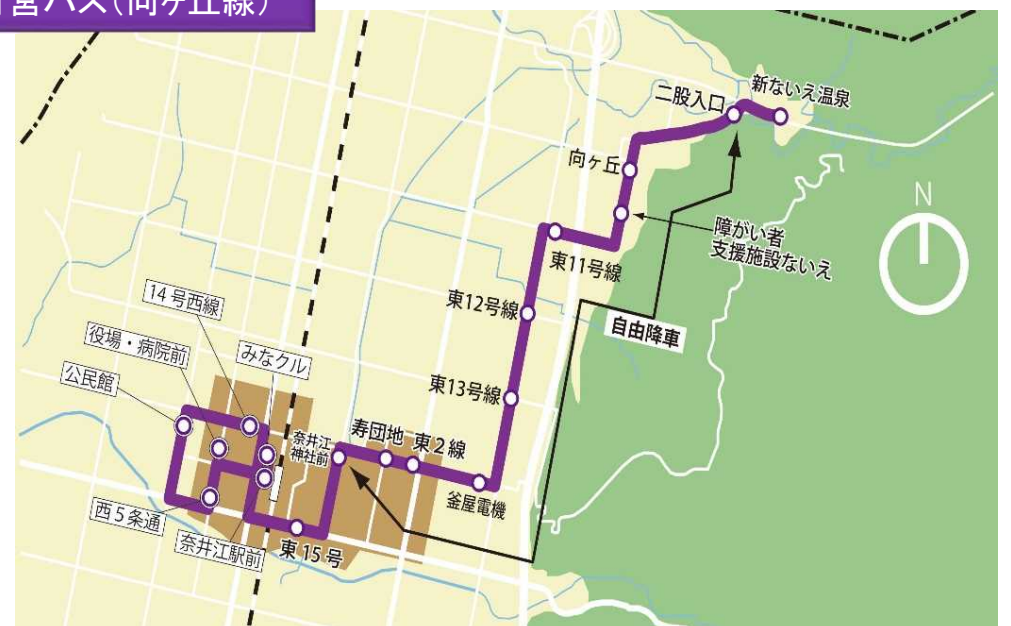 営バス(向ヶ丘線)
新ないえ温泉
二股入口
向ヶ丘
N
障がい者
支援施設ないえ
東11号線
14号西線
東12号線
自由降車
役場・病院前
みなクル
公民館
東13号線
奈井江
神社前
寿団地
東2線
釜屋電機
西5条通
奈井江駅前
東15号